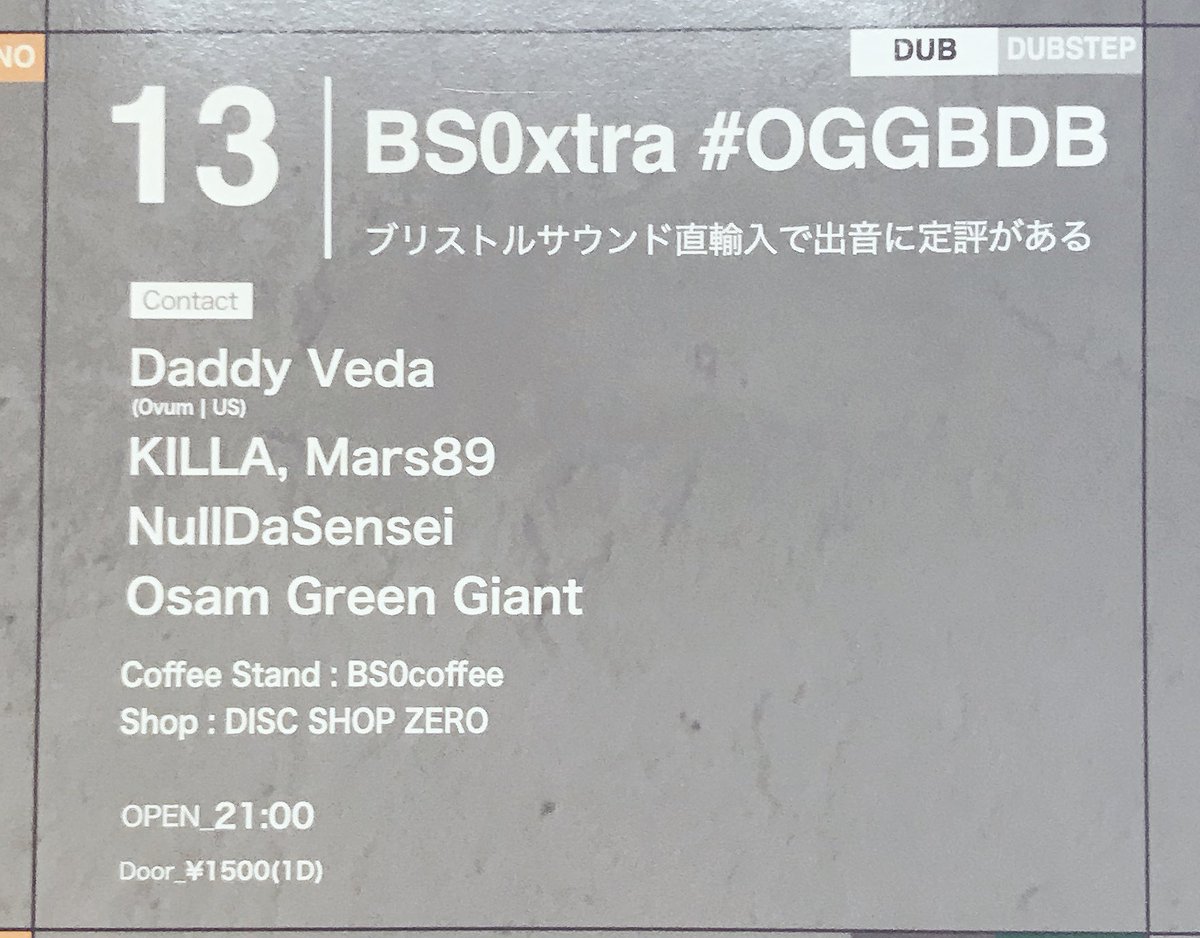 NO
DUB
DUBSTEP
13
BS0xtra #OGGBDB
ブリストルサウンド直輸入で出音に定評がある
Contact
Daddy Veda
(Ovum | US)
KILLA, Mars89
NullDaSensei
Osam Green Giant
Coffee Stand : BS0coffee
Shop : DISC SHOP ZERO
OPEN_21:00
Door_¥1500(1D)